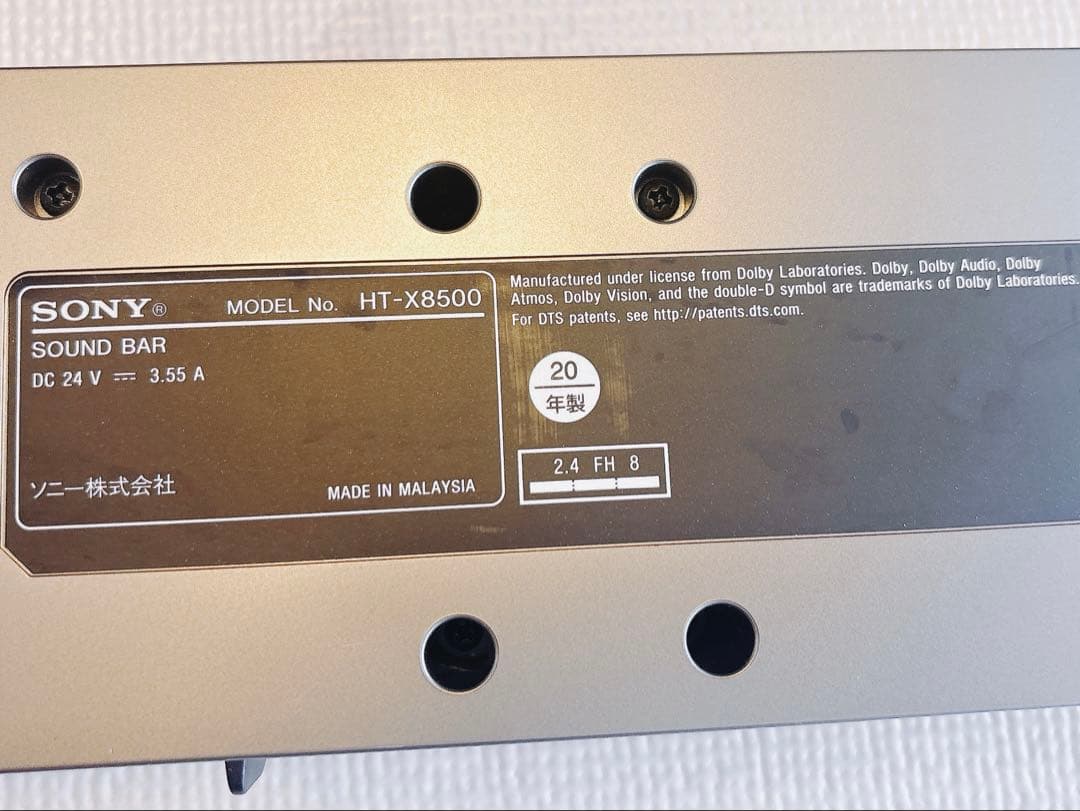 SONY® MODEL No. HT-X8500
SOUND BAR
DC 24 V ⎓ 3.55 A
ソニー株式会社 MADE IN MALAYSIA
Manufactured under license from Dolby Laboratories. Dolby, Dolby Audio, Dolby
Atmos, Dolby Vision, and the double-D symbol are trademarks of Dolby Laboratories.
For DTS patents, see http://patents.dts.com.
20
年製
2.4 FH 8